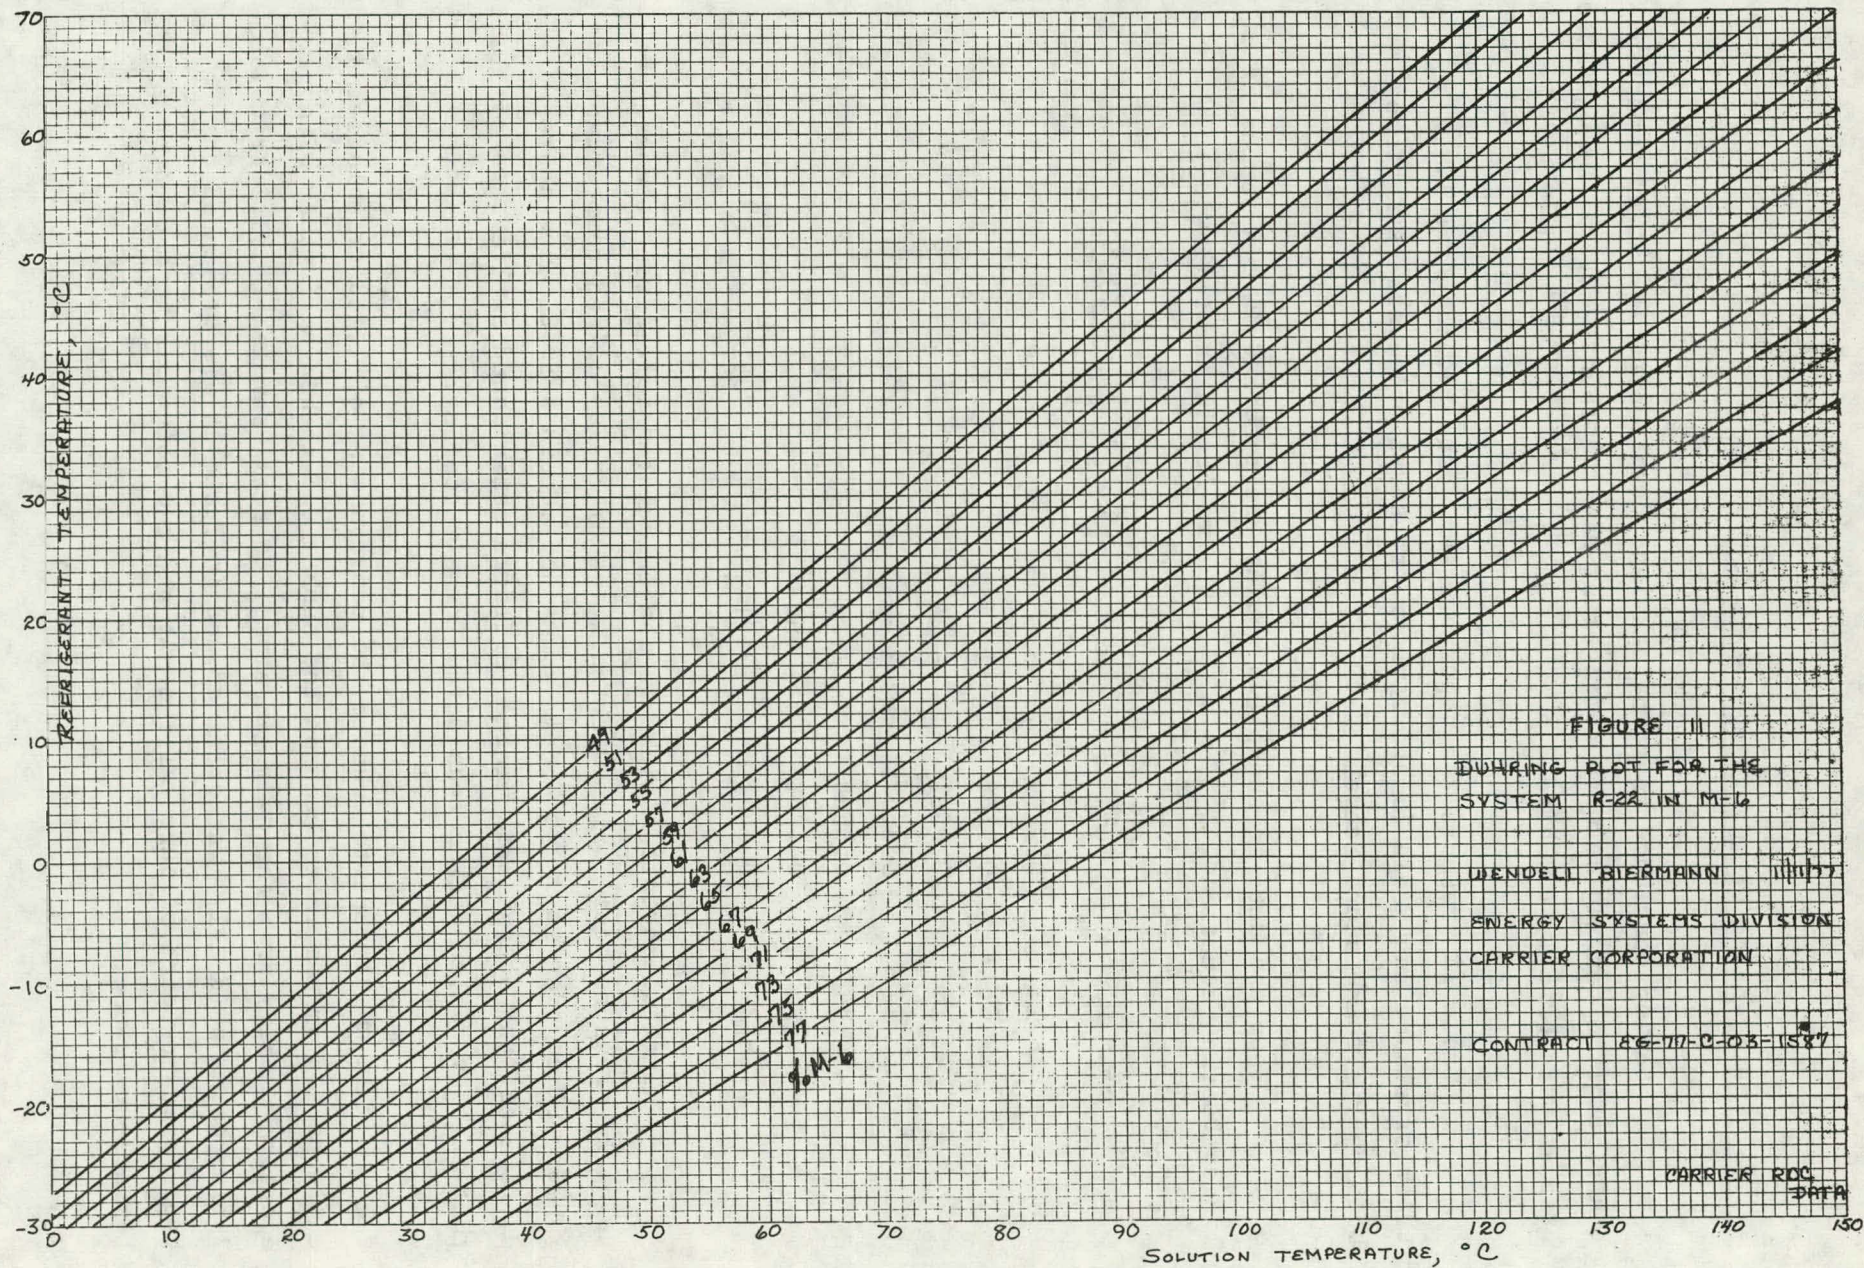 70
60
50
40
30
20
10
0
-10
-20
-30
REFRIGERANT TEMPERATURE, °C
49
51
53
55
57
59
61
63
65
67
69
71
73
75
77
% M-6
FIGURE 11
DUHRING PLOT FOR THE
SYSTEM R-22 IN M-6
WENDELL BIERMANN 11/11/77
ENERGY SYSTEMS DIVISION
CARRIER CORPORATION
CONTRACT EG-77-C-03-1587
CARRIER RDC
DATA
0 10 20 30 40 50 60 70 80 90 100 110 120 130 140 150
SOLUTION TEMPERATURE, °C